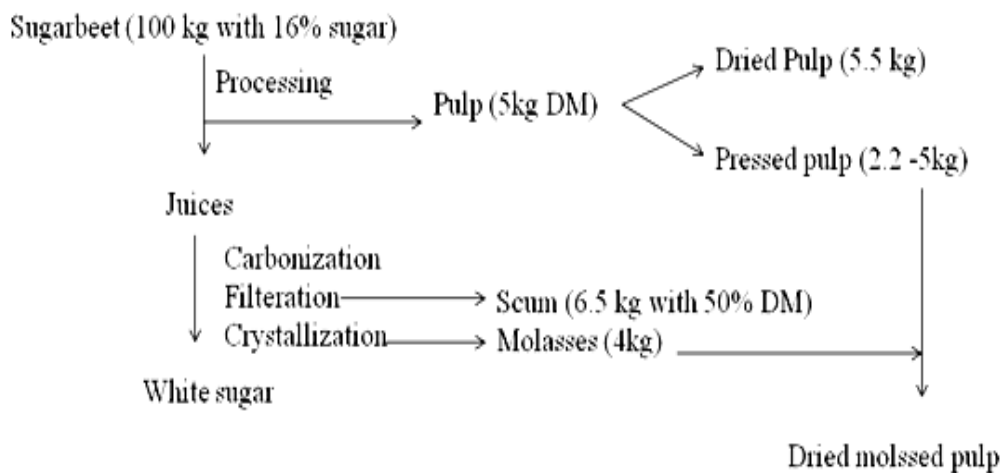 Sugarbeet (100 kg with 16% sugar)
Processing
Pulp (5kg DM)
Dried Pulp (5.5 kg)
Pressed pulp (2.2 -5kg)
Juices
Carbonization
Filteration
Scum (6.5 kg with 50% DM)
Crystallization
Molasses (4kg)
White sugar
Dried molssed pulp